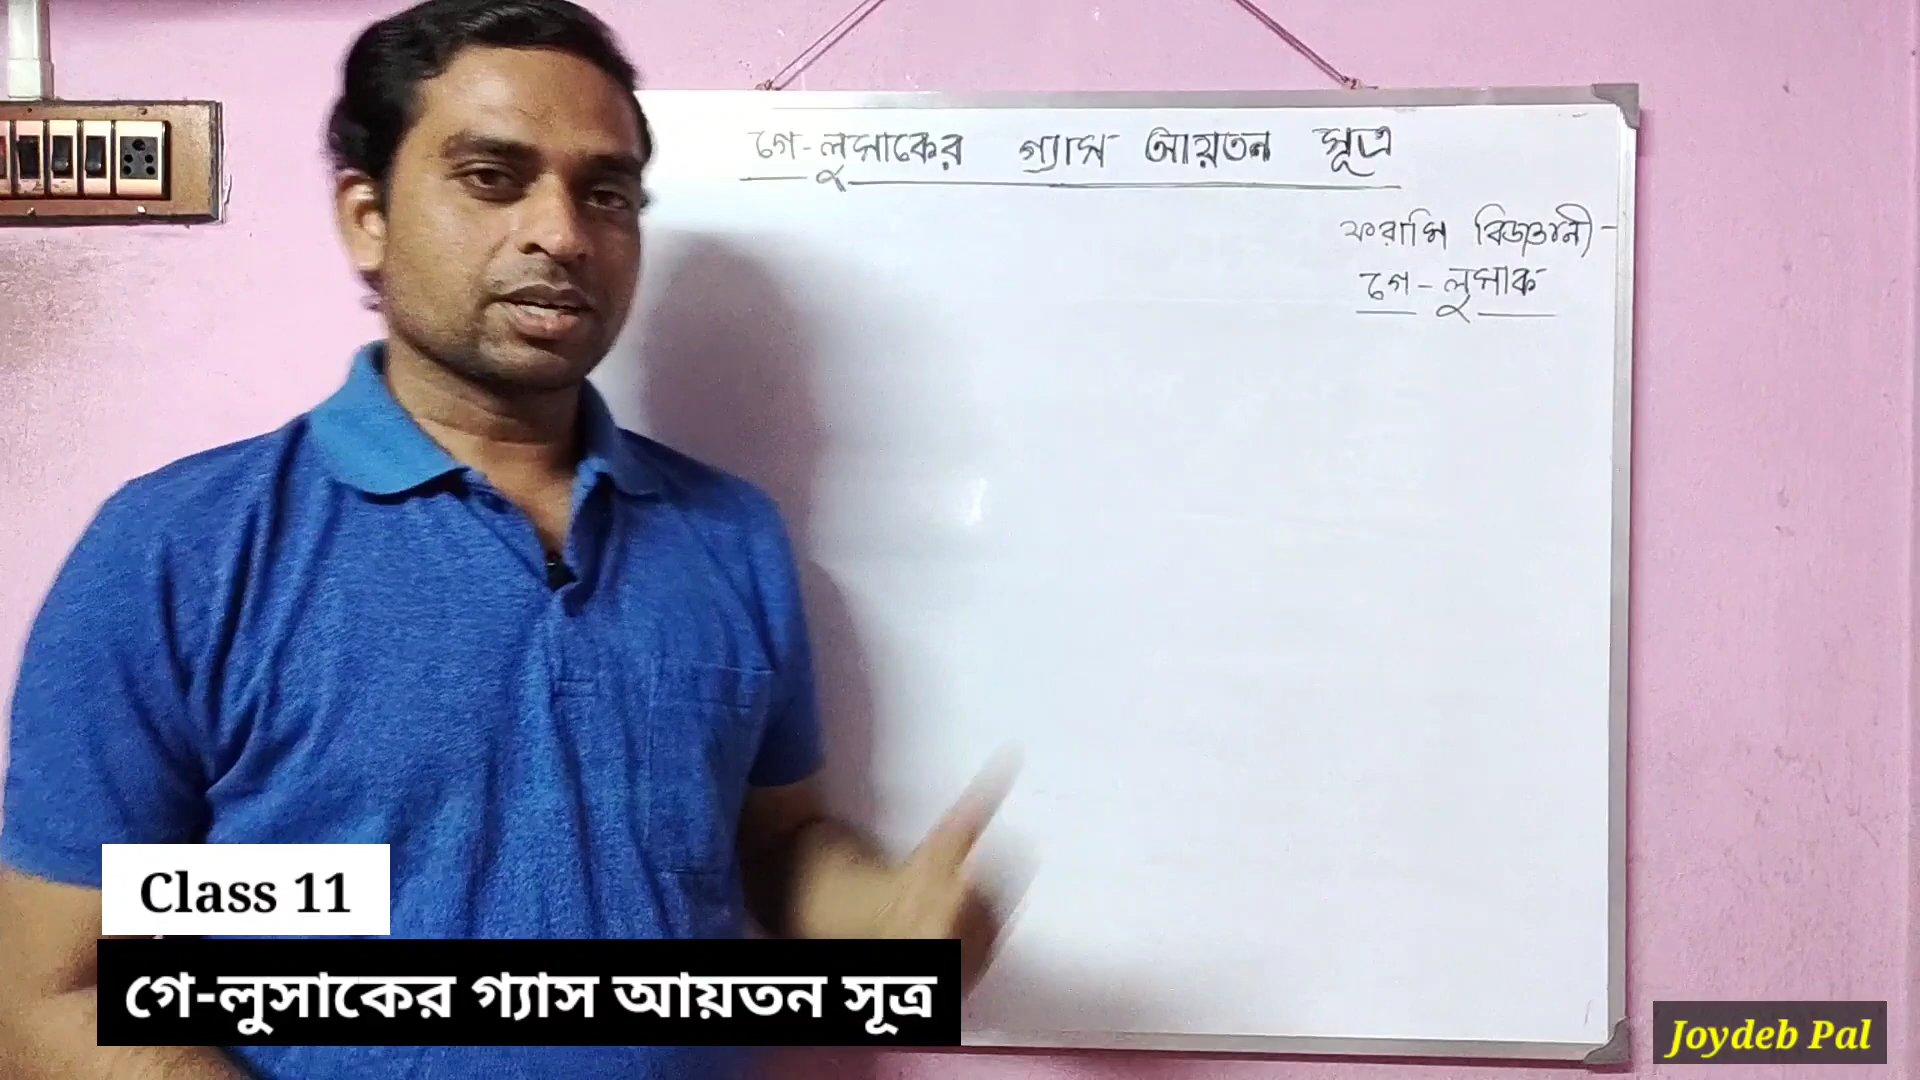 গে-লুসাকের গ্যাস আয়তন সূত্র
ফরাসি বিজ্ঞানী-
গে-লুসাক
Class 11
গে-লুসাকের গ্যাস আয়তন সূত্র
Joydeb Pal